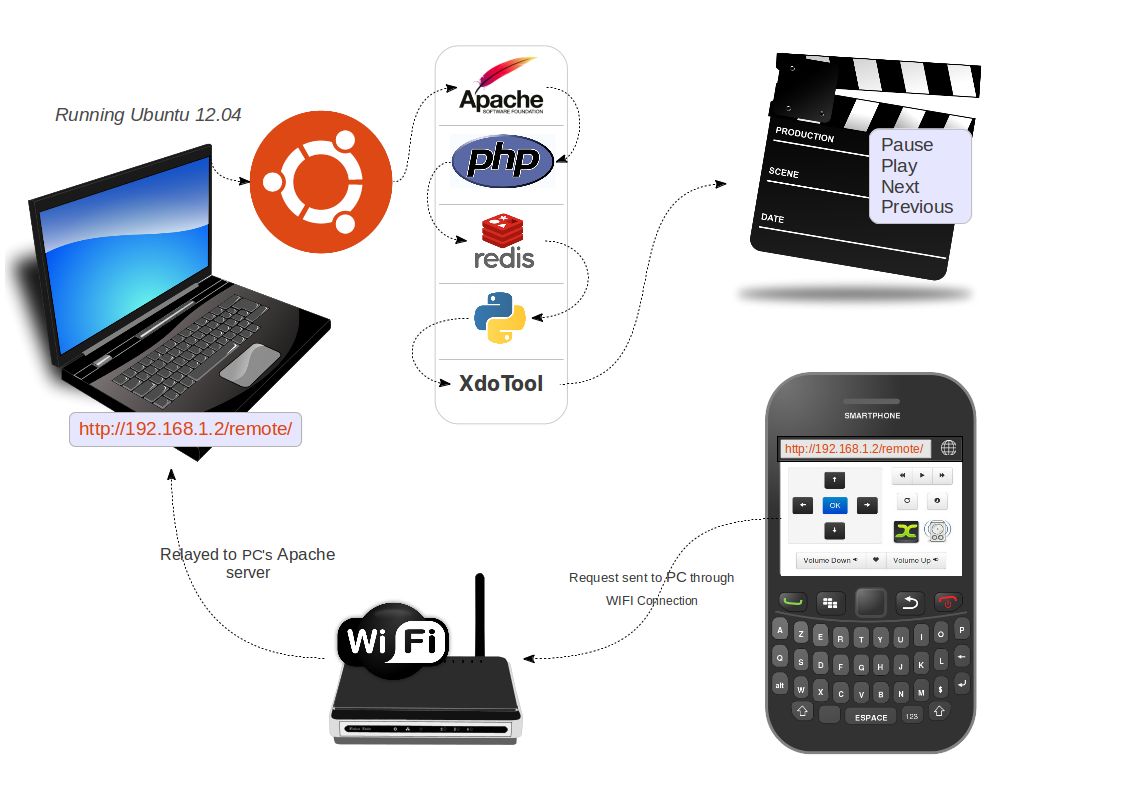 Running Ubuntu 12.04
Apache
SOFTWARE FOUNDATION
php
redis
XdoTool
PRODUCTION
SCENE
DATE
Pause
Play
Next
Previous
http://192.168.1.2/remote/
Relayed to PC's Apache
server
WiFi
Request sent to PC through
WIFI Connection
SMARTPHONE
http://192.168.1.2/remote/
OK
Volume Down
Volume Up
A Z E R T Y U I O P
Q S D F G H J K L
alt W X C V B N M $
ESPACE 123